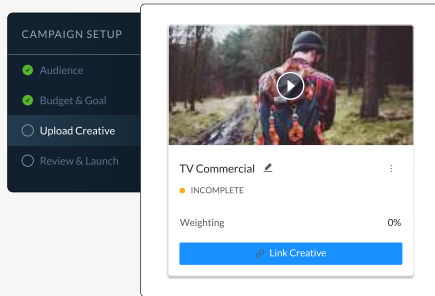 CAMPAIGN SETUP
Audience
Budget & Goal
Upload Creative
Review & Launch
TV Commercial
INCOMPLETE
Weighting 0%
Link Creative